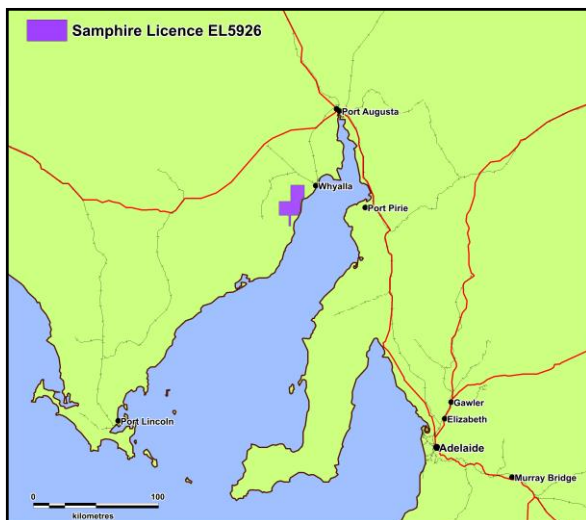 Samphire Licence EL5926
Port Augusta
Whyalla
Port Pirie
Gawler
Port Lincoln
Elizabeth
Adelaide
Murray Bridge
0 100
kilometres